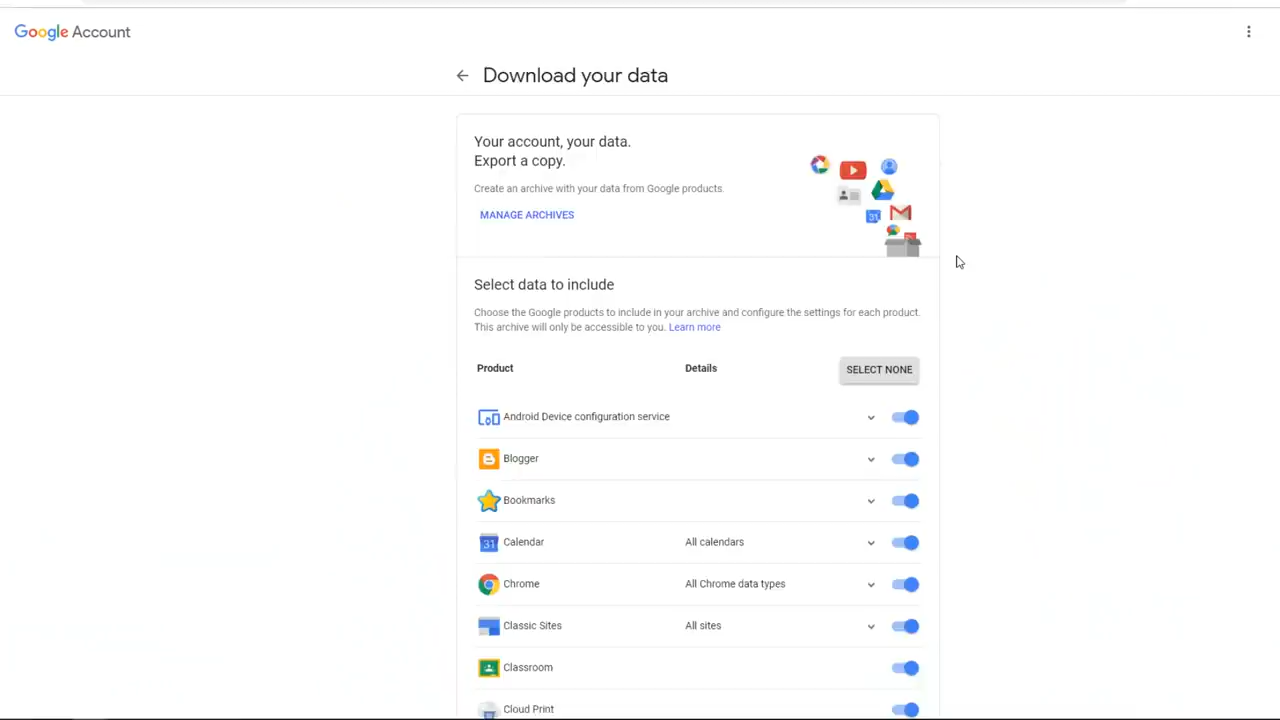 Google Account
Download your data
Your account, your data.
Export a copy.
Create an archive with your data from Google products.
MANAGE ARCHIVES
31
Select data to include
Choose the Google products to include in your archive and configure the settings for each product.
This archive will only be accessible to you. Learn more
Product Details SELECT NONE
Android Device configuration service
Blogger
Bookmarks
31 Calendar All calendars
Chrome All Chrome data types
Classic Sites All sites
Classroom
Cloud Print